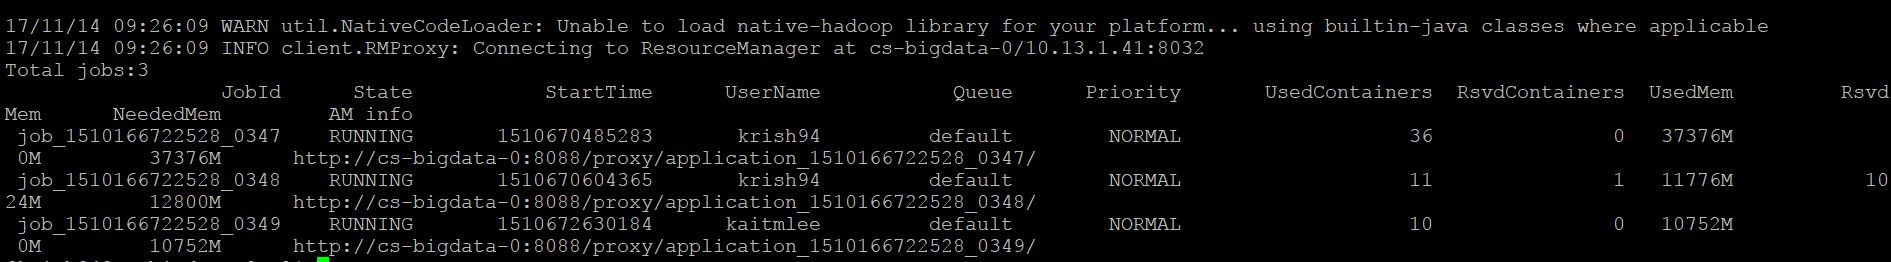 17/11/14 09:26:09 WARN util.NativeCodeLoader: Unable to load native-hadoop library for your platform... using builtin-java classes where applicable
17/11/14 09:26:09 INFO client.RMProxy: Connecting to ResourceManager at cs-bigdata-0/10.13.1.41:8032
Total jobs:3
JobId State StartTime UserName Queue Priority UsedContainers RsvdContainers UsedMem Rsvd
Mem NeededMem AM info
job_1510166722528_0347 RUNNING 1510670485283 krish94 default NORMAL 36 0 37376M
0M 37376M http://cs-bigdata-0:8088/proxy/application_1510166722528_0347/
job_1510166722528_0348 RUNNING 1510670604365 krish94 default NORMAL 11 1 11776M 10
24M 12800M http://cs-bigdata-0:8088/proxy/application_1510166722528_0348/
job_1510166722528_0349 RUNNING 1510672630184 kaitmlee default NORMAL 10 0 10752M
0M 10752M http://cs-bigdata-0:8088/proxy/application_1510166722528_0349/